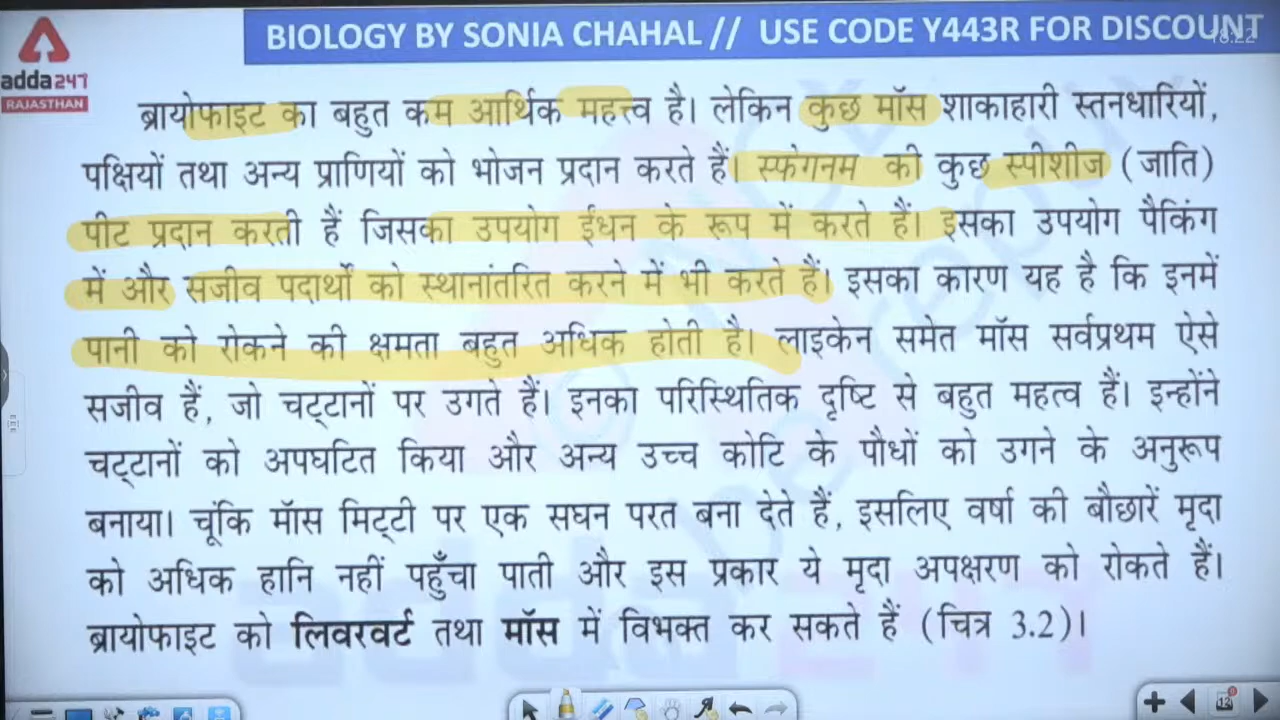 BIOLOGY BY SONIA CHAHAL // USE CODE Y443R FOR DISCOUNT
18:22
adda247
RAJASTHAN
ब्रायोफाइट का बहुत कम आर्थिक महत्त्व है। लेकिन कुछ मॉस शाकाहारी स्तनधारियों,
पक्षियों तथा अन्य प्राणियों को भोजन प्रदान करते हैं। स्फेगनम की कुछ स्पीशीज (जाति)
पीट प्रदान करती हैं जिसका उपयोग ईंधन के रूप में करते हैं। इसका उपयोग पैकिंग
में और सजीव पदार्थों को स्थानांतरित करने में भी करते हैं। इसका कारण यह है कि इनमें
पानी को रोकने की क्षमता बहुत अधिक होती है। लाइकेन समेत मॉस सर्वप्रथम ऐसे
सजीव हैं, जो चट्टानों पर उगते हैं। इनका परिस्थितिक दृष्टि से बहुत महत्व हैं। इन्होंने
चट्टानों को अपघटित किया और अन्य उच्च कोटि के पौधों को उगने के अनुरूप
बनाया। चूंकि मॉस मिट्टी पर एक सघन परत बना देते हैं, इसलिए वर्षा की बौछारें मृदा
को अधिक हानि नहीं पहुँचा पाती और इस प्रकार ये मृदा अपक्षरण को रोकते हैं।
ब्रायोफाइट को लिवरवर्ट तथा मॉस में विभक्त कर सकते हैं (चित्र 3.2)।